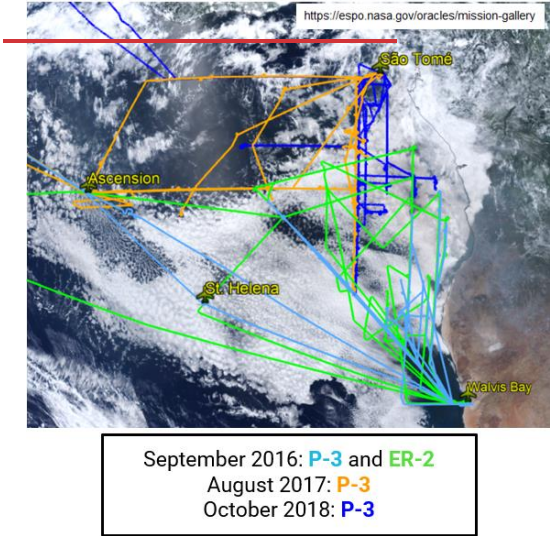 https://espo.nasa.gov/oracles/mission-gallery
São Tomé
Ascension
St. Helena
Walvis Bay
September 2016: P-3 and ER-2
August 2017: P-3
October 2018: P-3